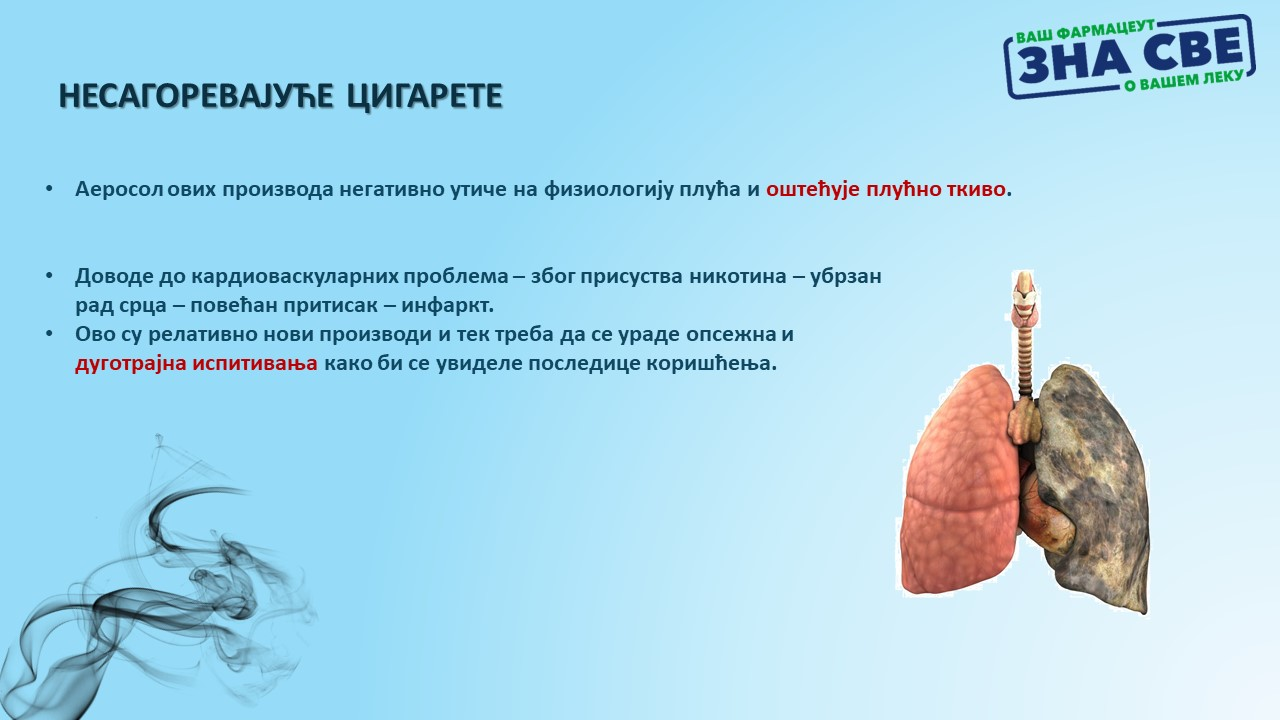 ВАШ ФАРМАЦЕУТ
ЗНА СВЕ
О ВАШЕМ ЛЕКУ
НЕСАГОРЕВАЈУЋЕ ЦИГАРЕТЕ
• Аеросол ових производа негативно утиче на физиологију плућа и оштећује плућно ткиво.
• Доводе до кардиоваскуларних проблема – због присуства никотина – убрзан
рад срца – повећан притисак – инфаркт.
• Ово су релативно нови производи и тек треба да се ураде опсежна и
дуготрајна испитивања како би се увиделе последице коришћења.